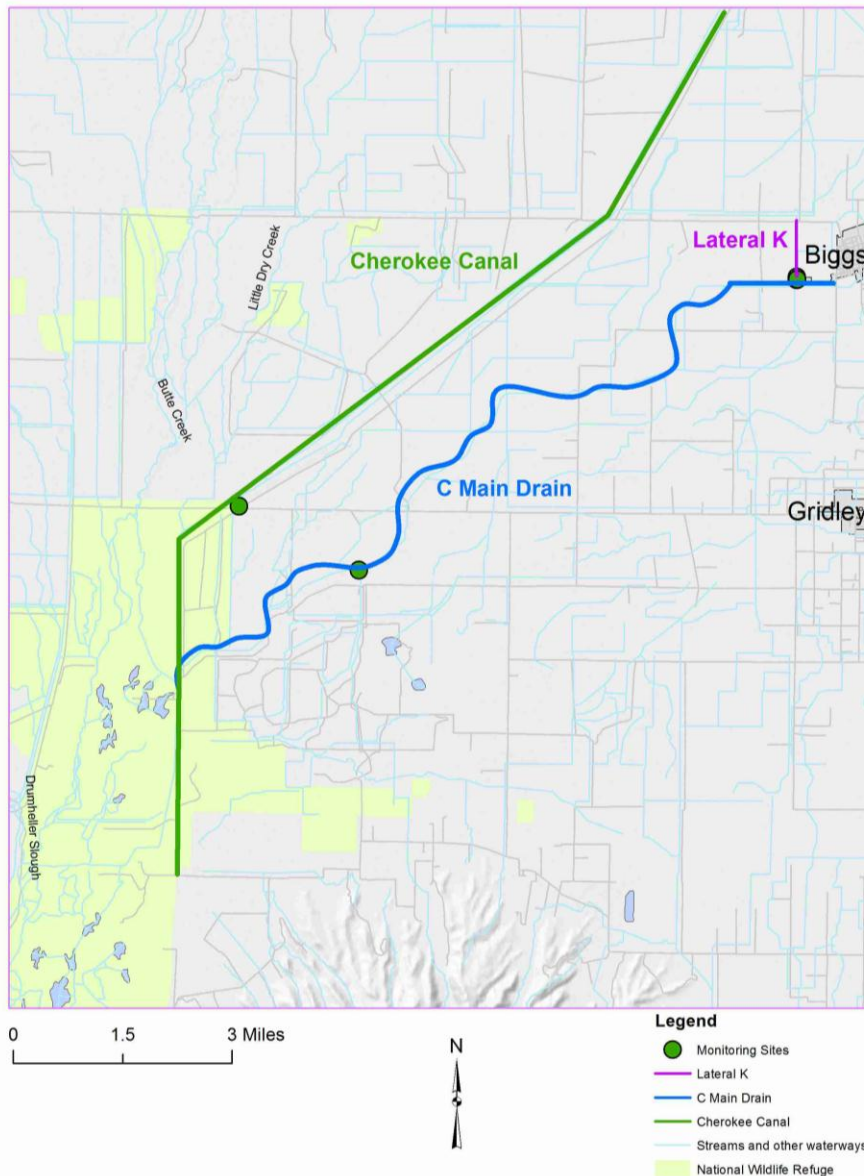 Lateral K
Biggs
Cherokee Canal
Little Dry Creek
Butte Creek
C Main Drain
Gridley
Drumheller Slough
0 1.5 3 Miles
N
Legend
Monitoring Sites
Lateral K
C Main Drain
Cherokee Canal
Streams and other waterways
National Wildlife Refuge